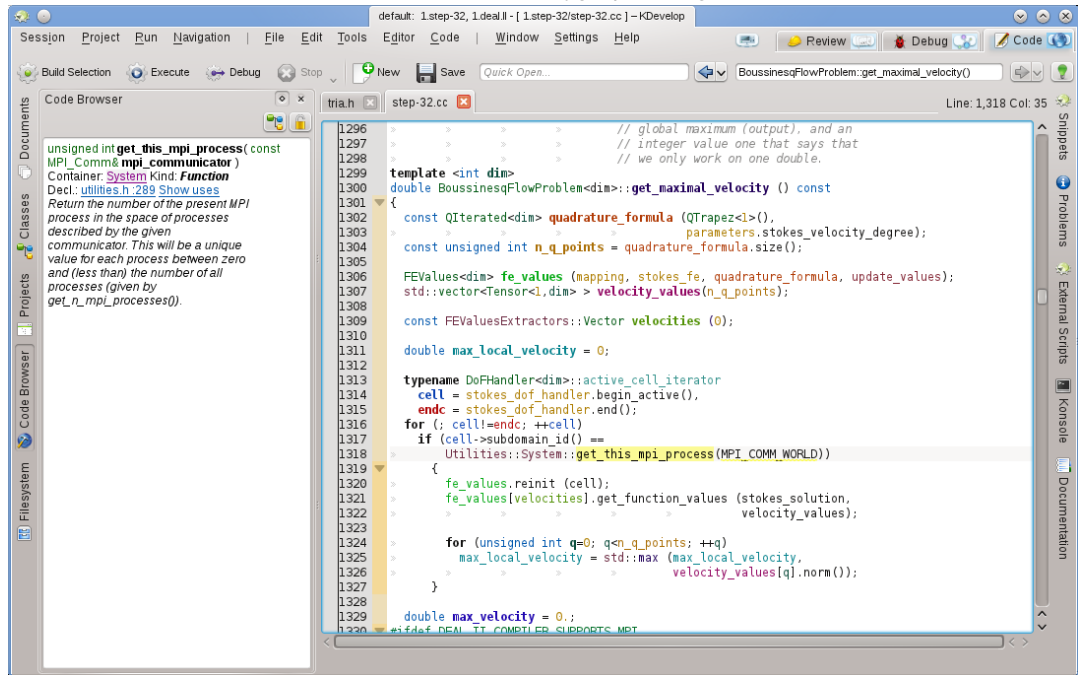 default: 1.step-32, 1.deal.II - [ 1.step-32/step-32.cc ] – KDevelop
Session Project Run Navigation | File Edit Tools Editor Code | Window Settings Help Review Debug Code
Build Selection Execute Debug Stop New Save Quick Open... BoussinesqFlowProblem::get_maximal_velocity()
Code Browser
tria.h step-32.cc Line: 1,318 Col: 35
Documents
Classes
Projects
Code Browser
Filesystem
unsigned int get_this_mpi_process( const
MPI_Comm& mpi_communicator )
Container: System Kind: Function
Decl.: utilities.h :289 Show uses
Return the number of the present MPI
process in the space of processes
described by the given
communicator. This will be a unique
value for each process between zero
and (less than) the number of all
processes (given by
get_n_mpi_processes()).
1296 // global maximum (output), and an
1297 // integer value one that says that
1298 // we only work on one double.
1299 template <int dim>
1300 double BoussinesqFlowProblem<dim>::get_maximal_velocity () const
1301 {
1302 const QIterated<dim> quadrature_formula (QTrapez<1>(),
1303 parameters.stokes_velocity_degree);
1304 const unsigned int n_q_points = quadrature_formula.size();
1305
1306 FEValues<dim> fe_values (mapping, stokes_fe, quadrature_formula, update_values);
1307 std::vector<Tensor<1,dim> > velocity_values(n_q_points);
1308
1309 const FEValuesExtractors::Vector velocities (0);
1310
1311 double max_local_velocity = 0;
1312
1313 typename DoFHandler<dim>::active_cell_iterator
1314 cell = stokes_dof_handler.begin_active(),
1315 endc = stokes_dof_handler.end();
1316 for (; cell!=endc; ++cell)
1317 if (cell->subdomain_id() ==
1318 Utilities::System::get_this_mpi_process(MPI_COMM_WORLD))
1319 {
1320 fe_values.reinit (cell);
1321 fe_values[velocities].get_function_values (stokes_solution,
1322 velocity_values);
1323
1324 for (unsigned int q=0; q<n_q_points; ++q)
1325 max_local_velocity = std::max (max_local_velocity,
1326 velocity_values[q].norm());
1327 }
1328
1329 double max_velocity = 0.;
1330 #ifdef DEAL_II_COMPILER_SUPPORTS_MPI
Snippets
Problems
External Scripts
Konsole
Documentation